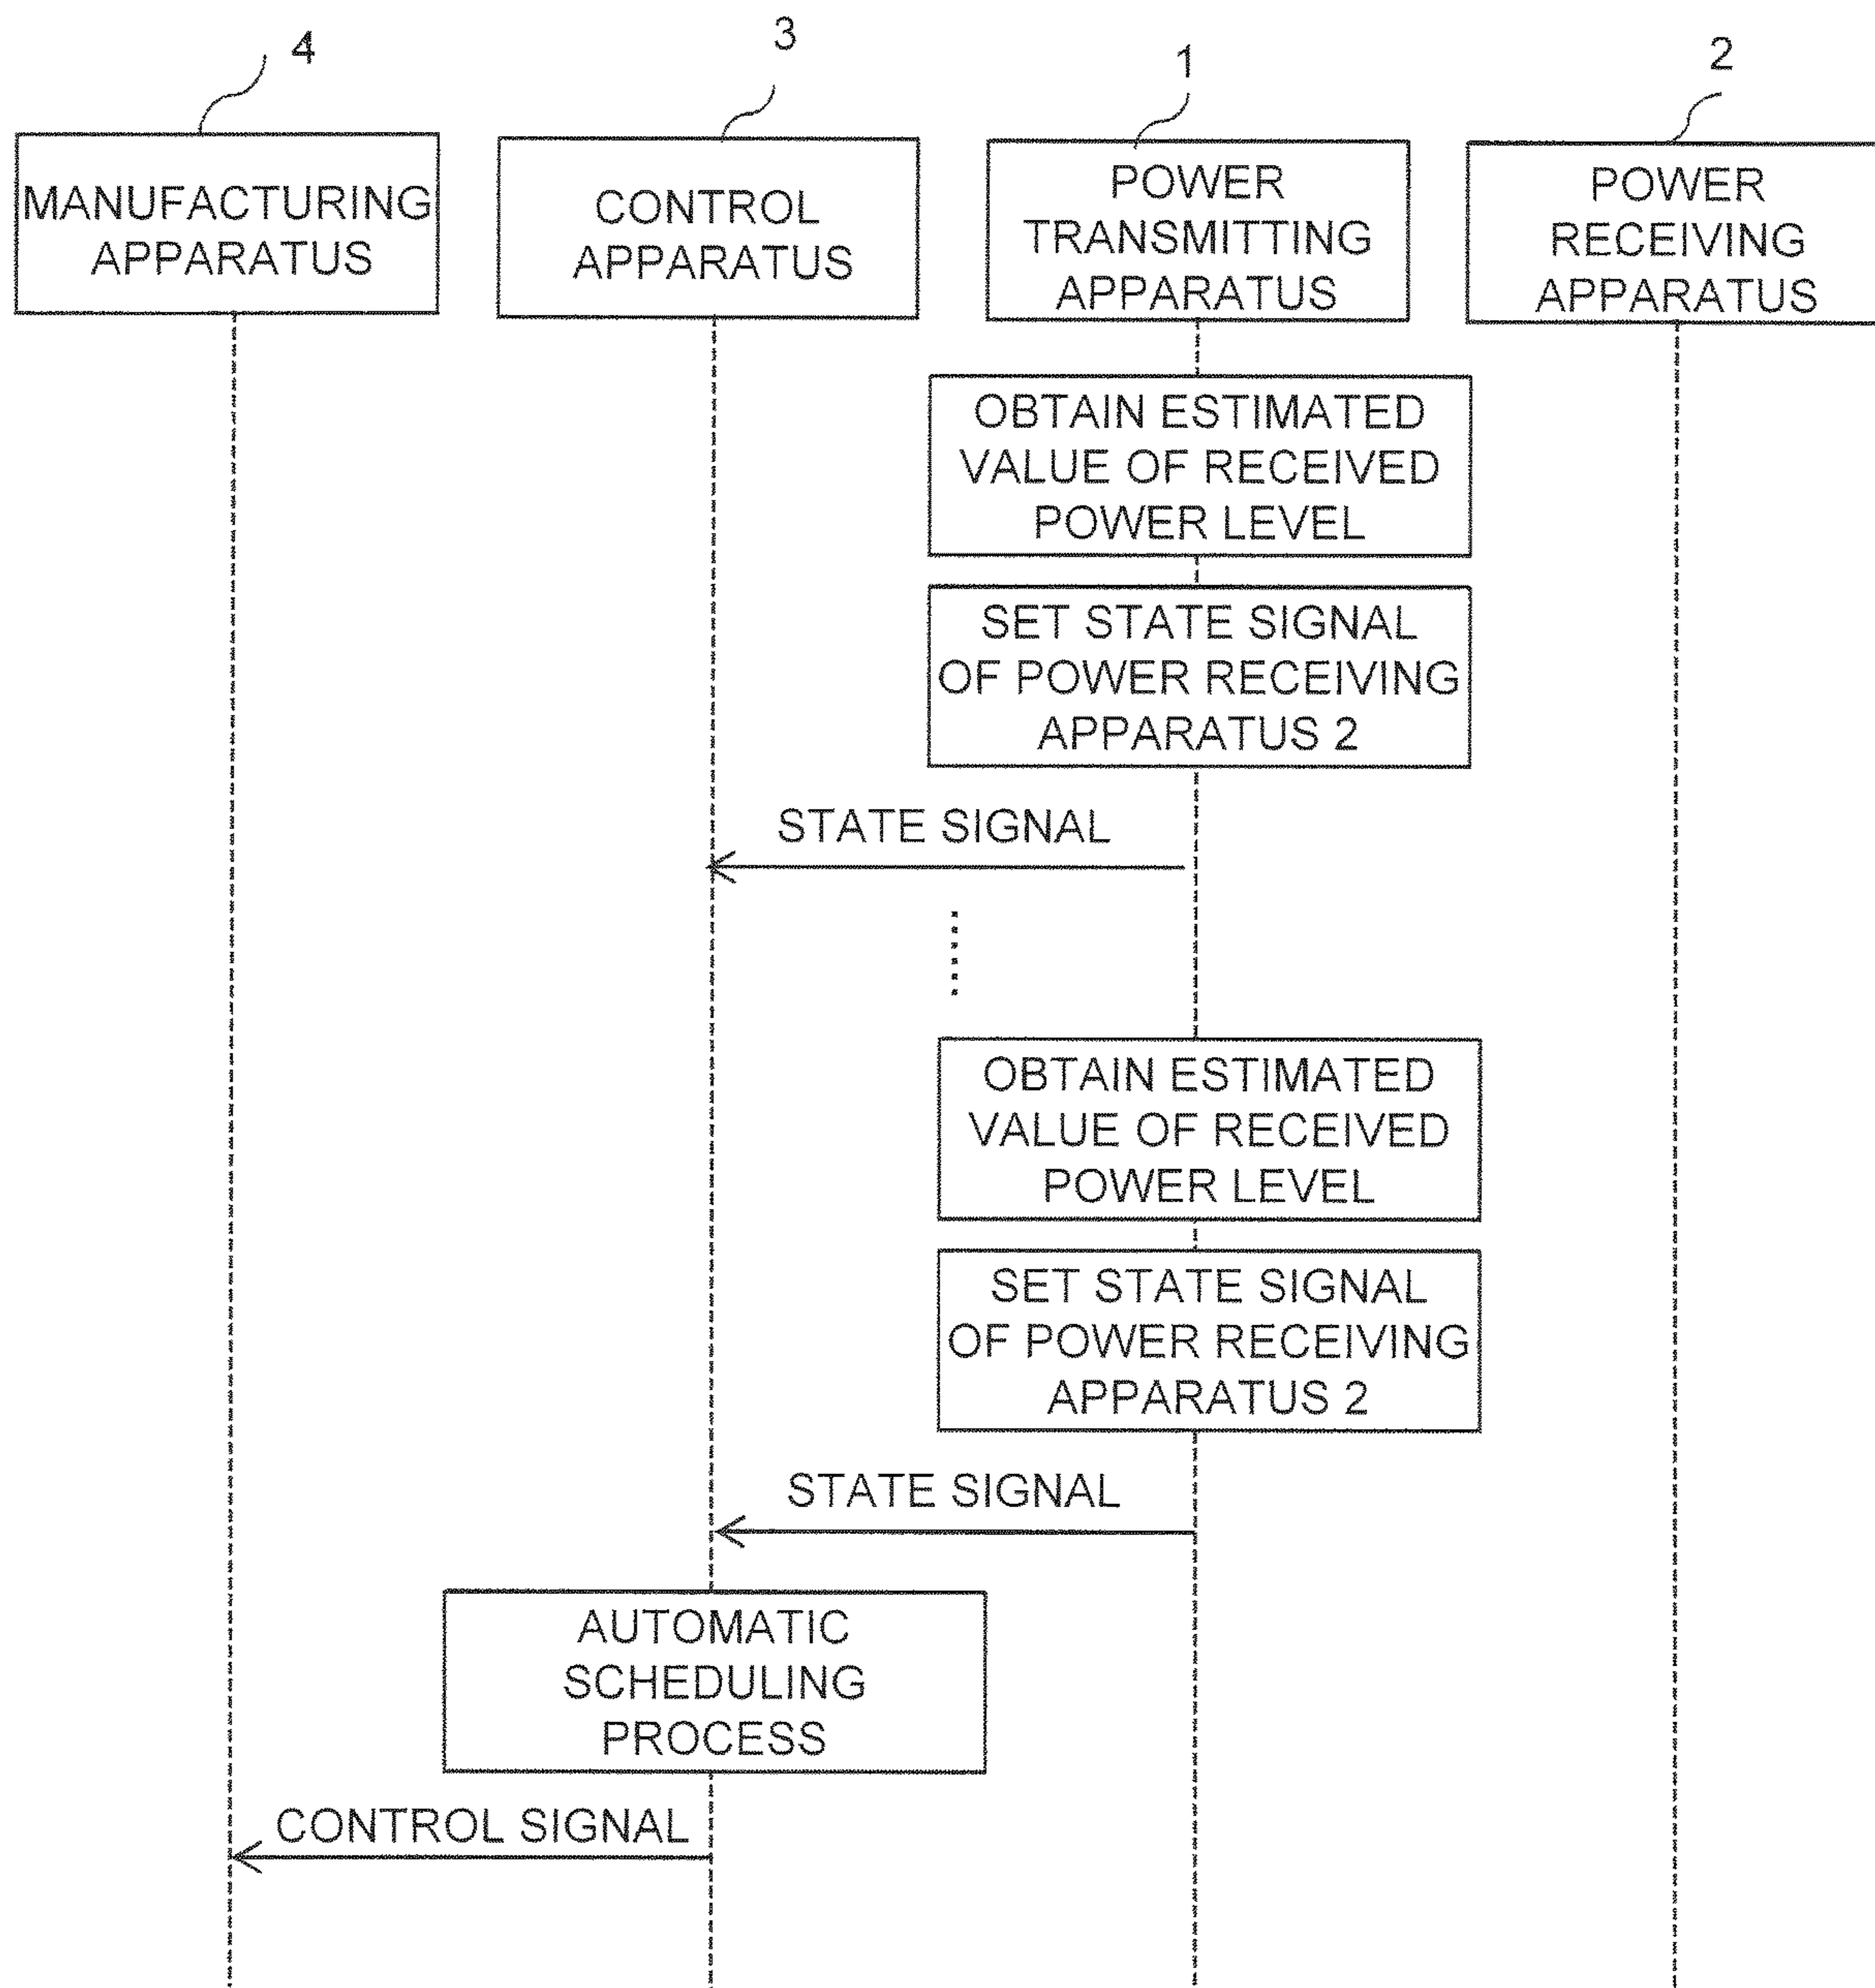 4
3
1
2
MANUFACTURING
APPARATUS
CONTROL
APPARATUS
POWER
TRANSMITTING
APPARATUS
POWER
RECEIVING
APPARATUS
OBTAIN ESTIMATED
VALUE OF RECEIVED
POWER LEVEL
SET STATE SIGNAL
OF POWER RECEIVING
APPARATUS 2
STATE SIGNAL
OBTAIN ESTIMATED
VALUE OF RECEIVED
POWER LEVEL
SET STATE SIGNAL
OF POWER RECEIVING
APPARATUS 2
STATE SIGNAL
AUTOMATIC
SCHEDULING
PROCESS
CONTROL SIGNAL